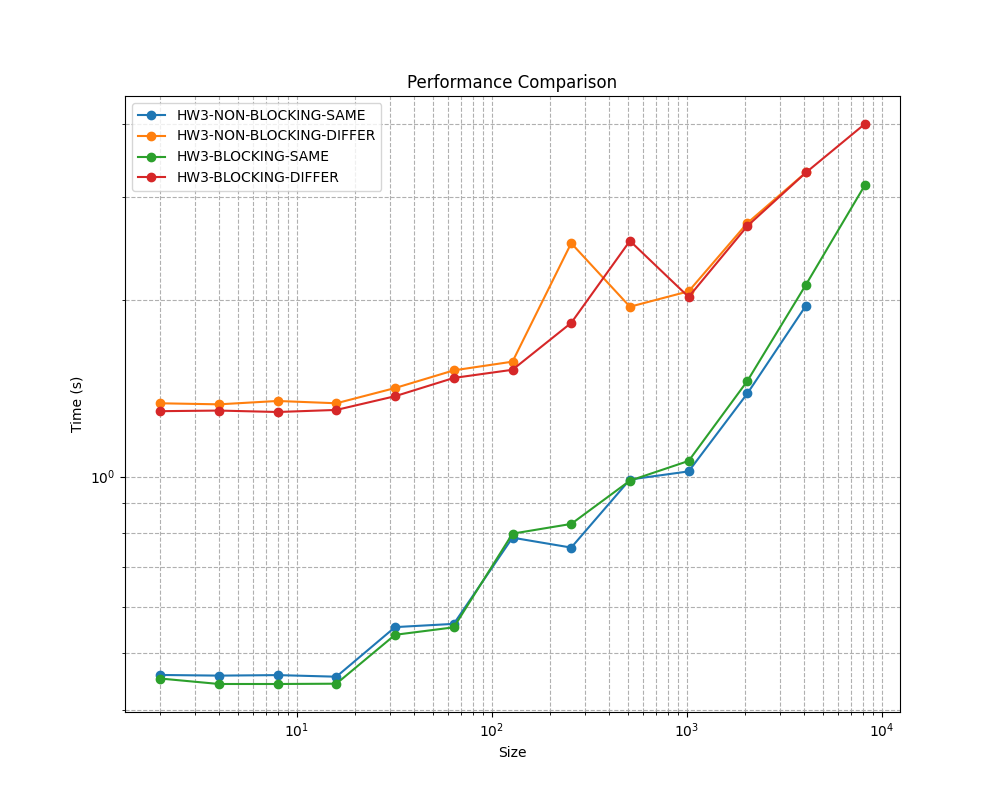 Performance Comparison
HW3-NON-BLOCKING-SAME
HW3-NON-BLOCKING-DIFFER
HW3-BLOCKING-SAME
HW3-BLOCKING-DIFFER
Time (s)
10⁰
10¹ 10² 10³ 10⁴
Size